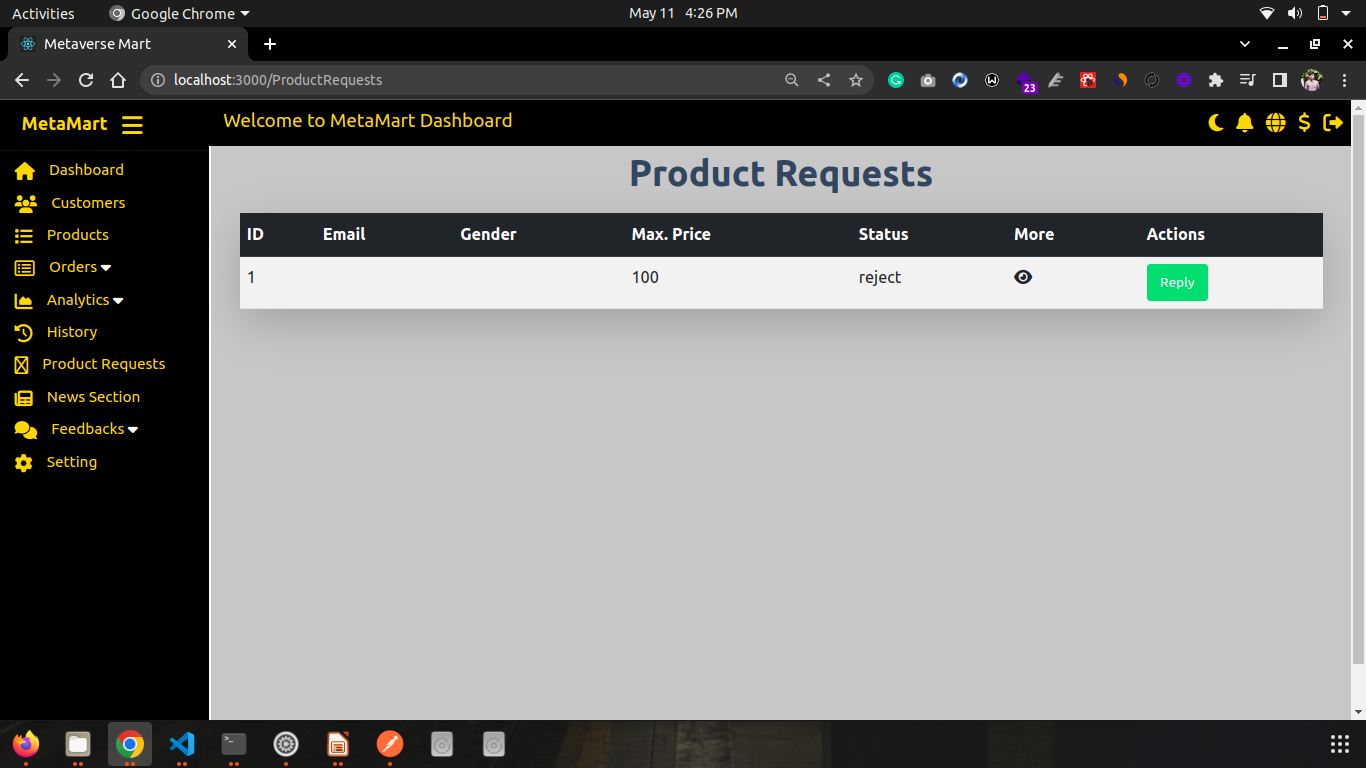 Activities Google Chrome May 11 4:26 PM
Metaverse Mart
localhost:3000/ProductRequests
23
MetaMart Welcome to MetaMart Dashboard
Product Requests
Dashboard
Customers
Products
Orders
Analytics
History
Product Requests
News Section
Feedbacks
Setting
ID Email Gender Max. Price Status More Actions
1 100 reject Reply